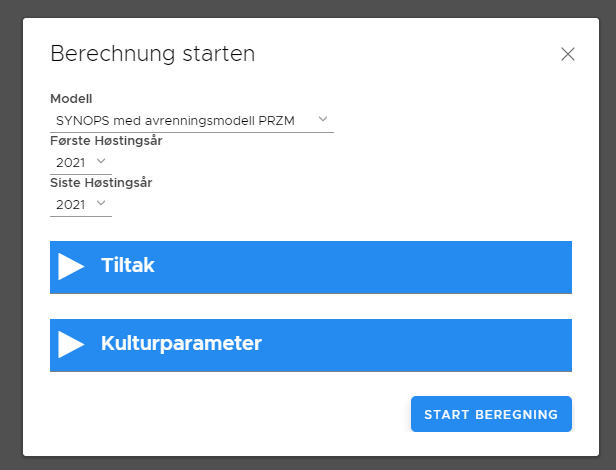 Berechnung starten
Modell
SYNOPS med avrenningsmodell PRZM
Første Høstingsår
2021
Siste Høstingsår
2021
Tiltak
Kulturparameter
START BEREGNING